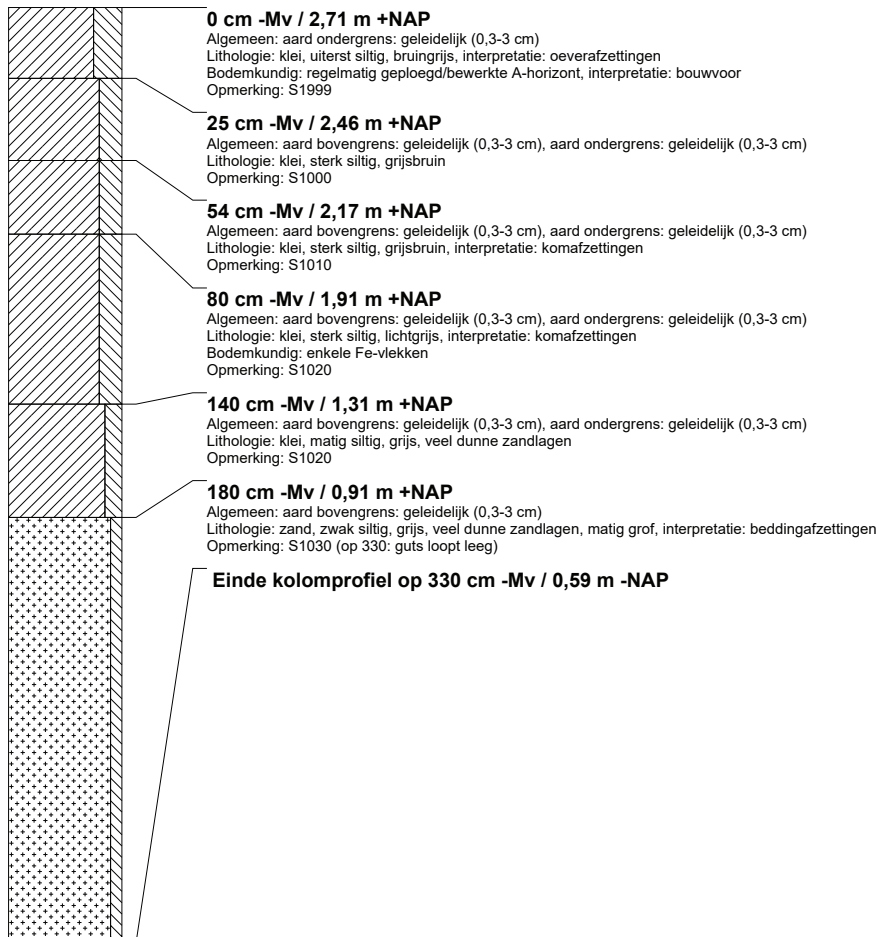 0 cm -Mv / 2,71 m +NAP
Algemeen: aard ondergrens: geleidelijk (0,3-3 cm)
Lithologie: klei, uiterst siltig, bruingrijs, interpretatie: oeverafzettingen
Bodemkundig: regelmatig geploegd/bewerkte A-horizont, interpretatie: bouwvoor
Opmerking: S1999
25 cm -Mv / 2,46 m +NAP
Algemeen: aard bovengrens: geleidelijk (0,3-3 cm), aard ondergrens: geleidelijk (0,3-3 cm)
Lithologie: klei, sterk siltig, grijsbruin
Opmerking: S1000
54 cm -Mv / 2,17 m +NAP
Algemeen: aard bovengrens: geleidelijk (0,3-3 cm), aard ondergrens: geleidelijk (0,3-3 cm)
Lithologie: klei, sterk siltig, grijsbruin, interpretatie: komafzettingen
Opmerking: S1010
80 cm -Mv / 1,91 m +NAP
Algemeen: aard bovengrens: geleidelijk (0,3-3 cm), aard ondergrens: geleidelijk (0,3-3 cm)
Lithologie: klei, sterk siltig, lichtgrijs, interpretatie: komafzettingen
Bodemkundig: enkele Fe-vlekken
Opmerking: S1020
140 cm -Mv / 1,31 m +NAP
Algemeen: aard bovengrens: geleidelijk (0,3-3 cm), aard ondergrens: geleidelijk (0,3-3 cm)
Lithologie: klei, matig siltig, grijs, veel dunne zandlagen
Opmerking: S1020
180 cm -Mv / 0,91 m +NAP
Algemeen: aard bovengrens: geleidelijk (0,3-3 cm)
Lithologie: zand, zwak siltig, grijs, veel dunne zandlagen, matig grof, interpretatie: beddingafzettingen
Opmerking: S1030 (op 330: guts loopt leeg)
Einde kolomprofiel op 330 cm -Mv / 0,59 m -NAP